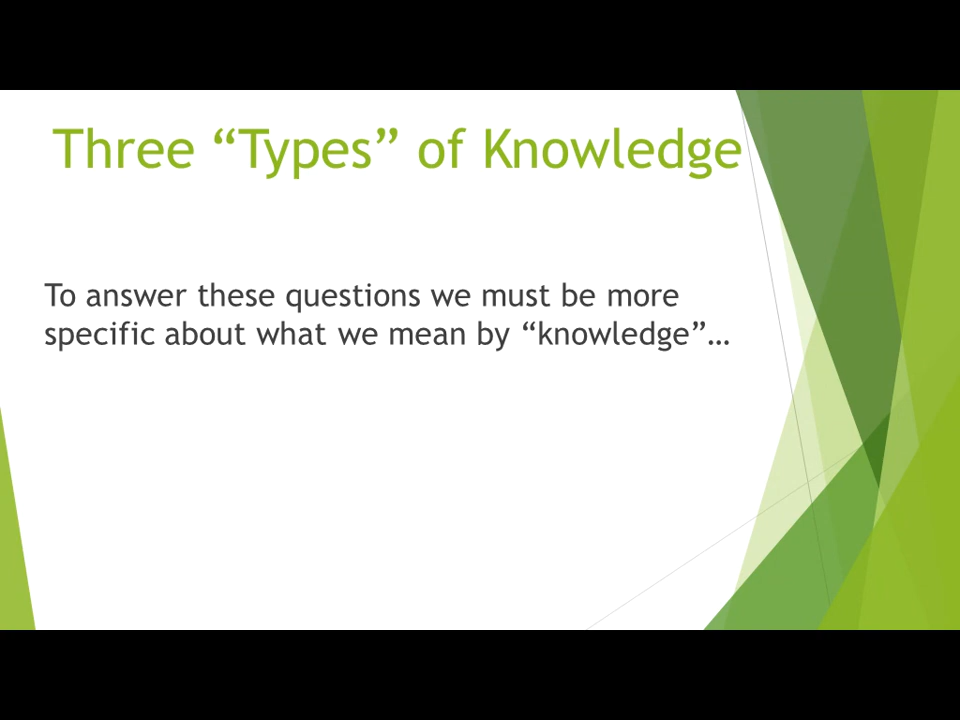 Three “Types” of Knowledge
To answer these questions we must be more
specific about what we mean by “knowledge”…